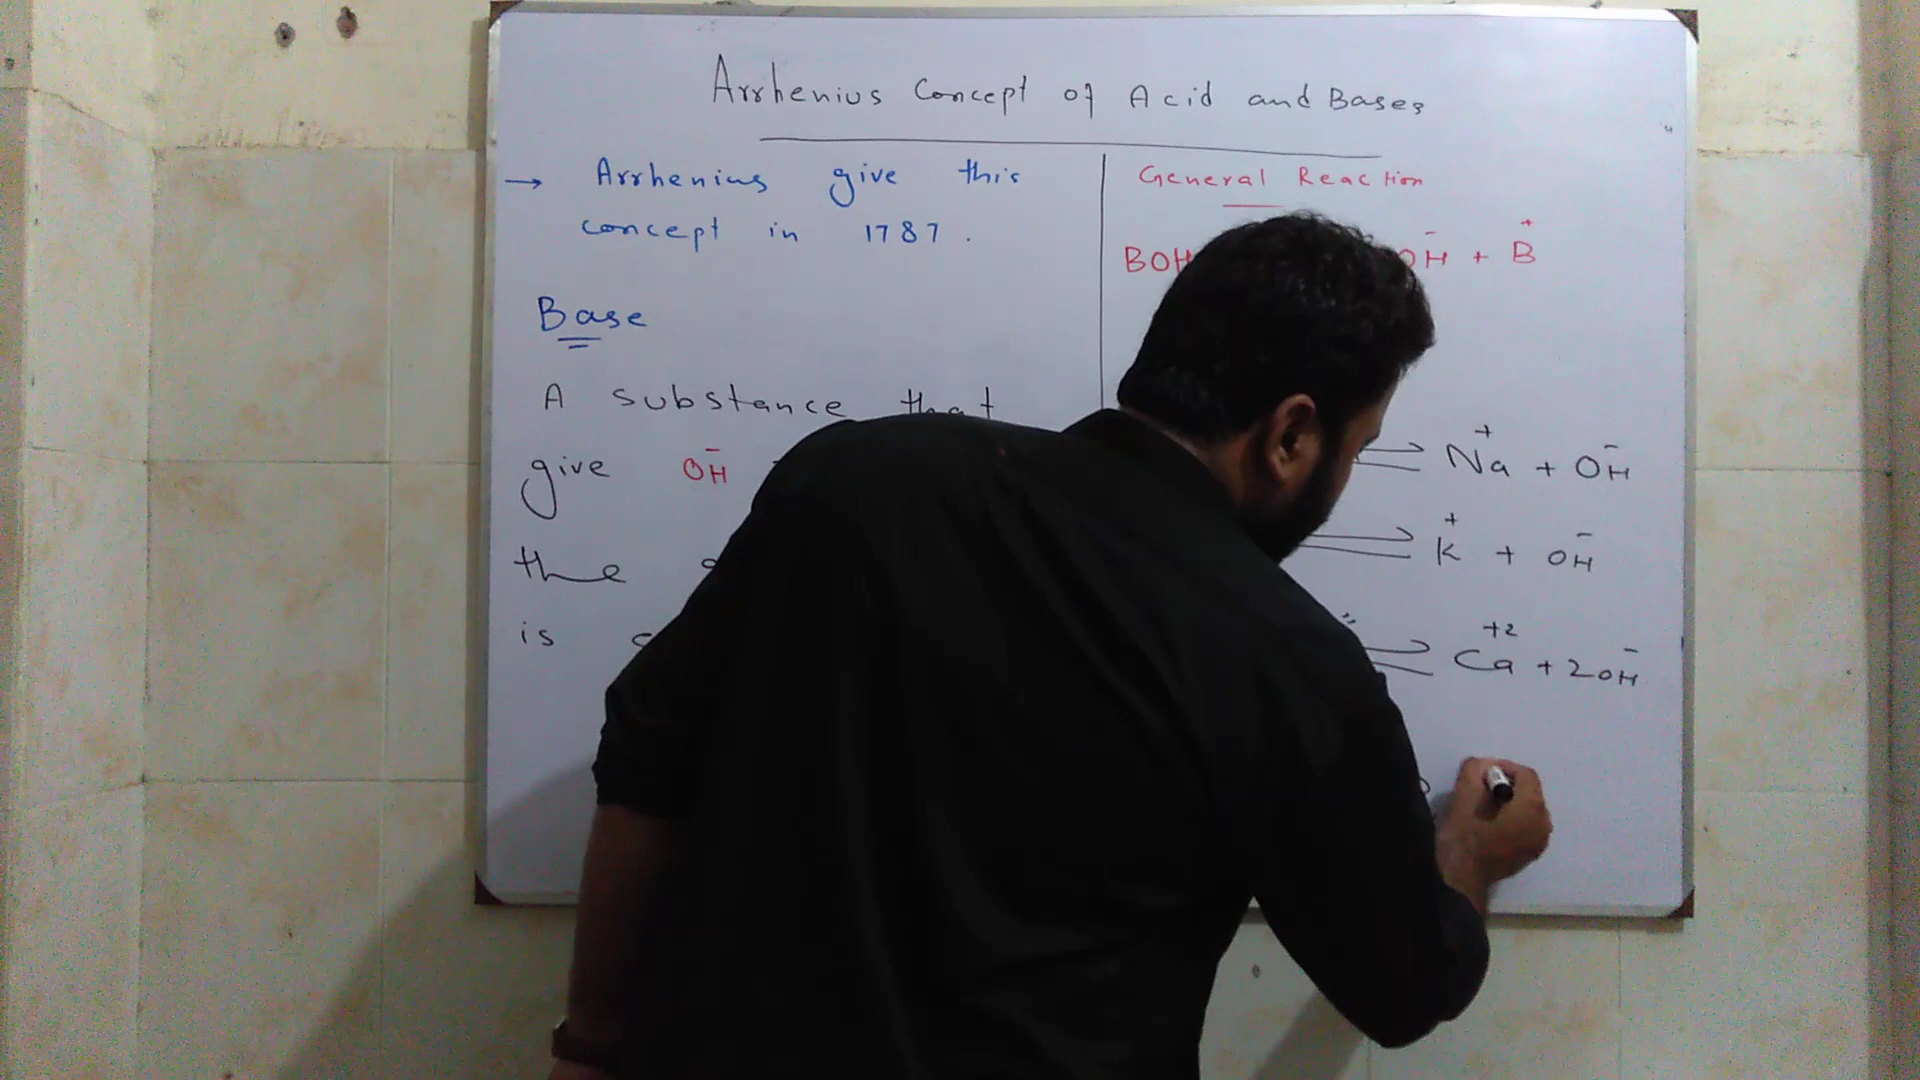 Arrhenius Concept of Acid and Bases
→ Arrhenius give this
concept in 1787.
Base
A substance that
give OH⁻
the
is
General Reaction
BOH OH⁻ + B⁺
⇌ Na⁺ + OH⁻
⇌ K⁺ + OH⁻
⇌ Ca⁺² + 2OH⁻